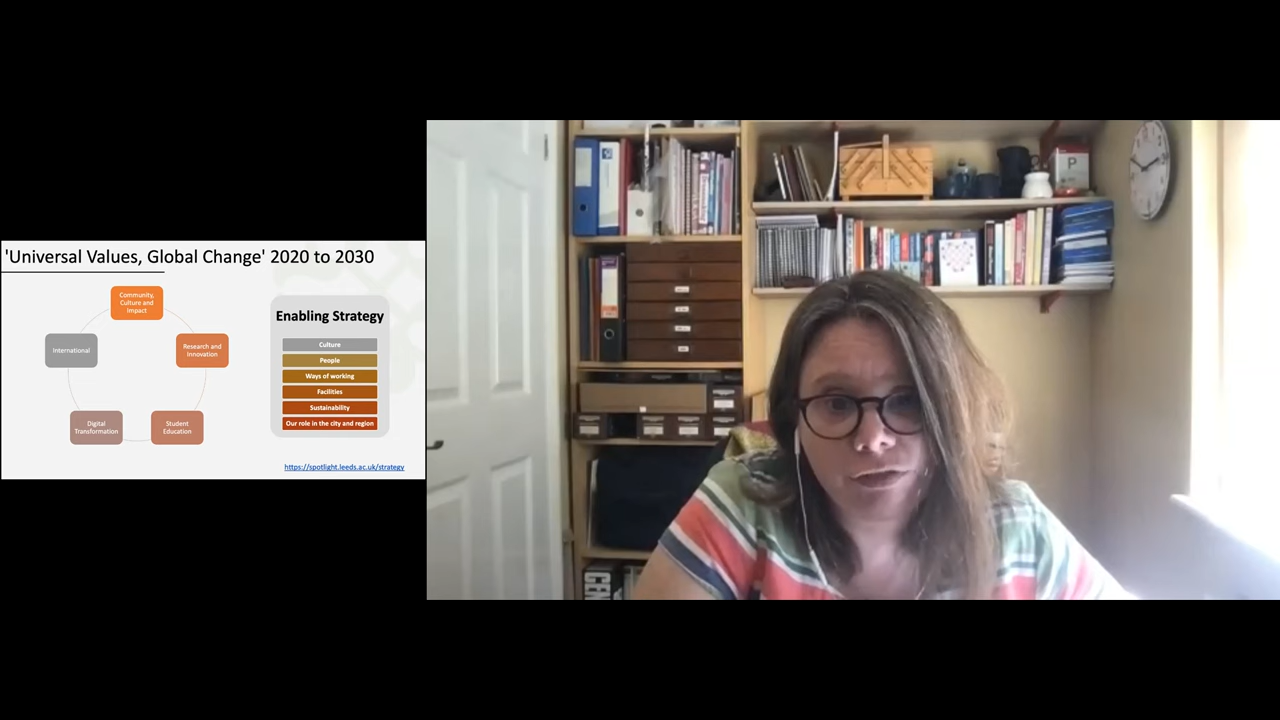 'Universal Values, Global Change' 2020 to 2030
Community,
Culture and
Impact
International
Research and
Innovation
Digital
Transformation
Student
Education
Enabling Strategy
Culture
People
Ways of working
Facilities
Sustainability
Our role in the city and region
https://spotlight.leeds.ac.uk/strategy
P
CEN